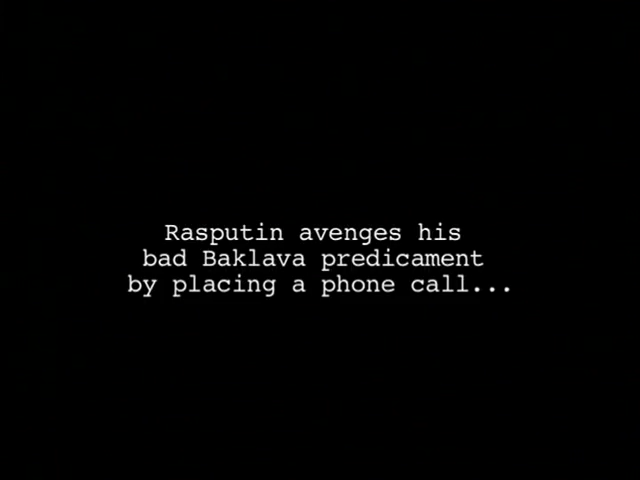 Rasputin avenges his
bad Baklava predicament
by placing a phone call...